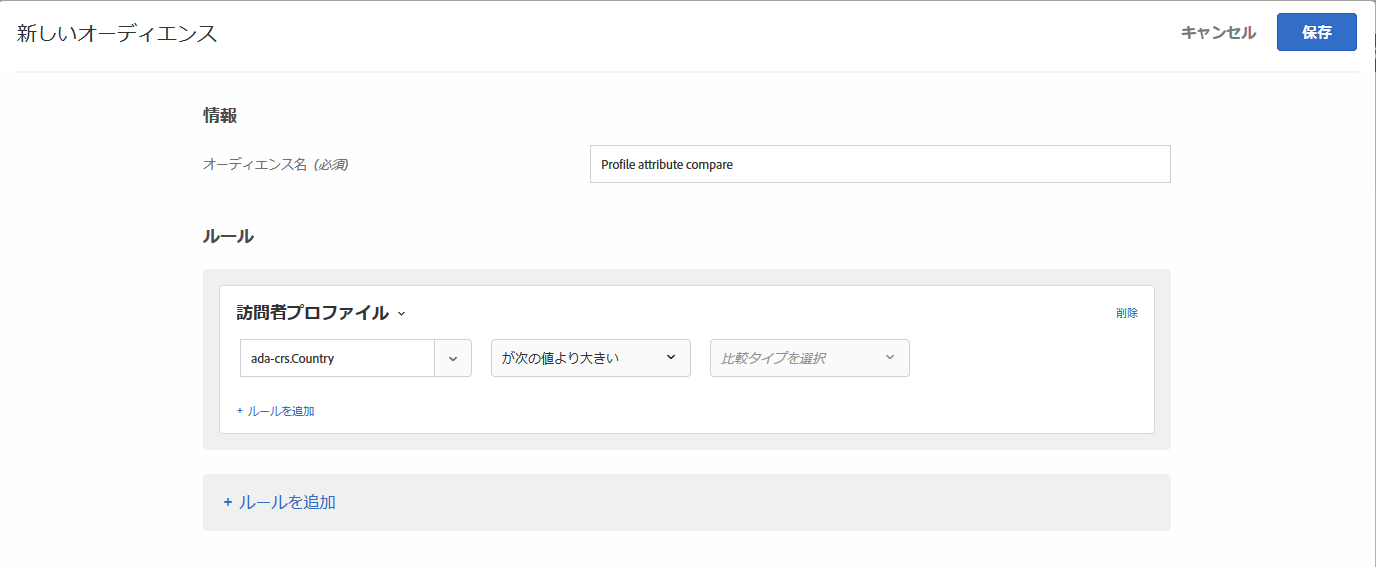 新しいオーディエンス
キャンセル
保存
情報
オーディエンス名 (必須)
Profile attribute compare
ルール
訪問者プロファイル
削除
ada-crs.Country
が次の値より大きい
比較タイプを選択
+ ルールを追加
+ ルールを追加